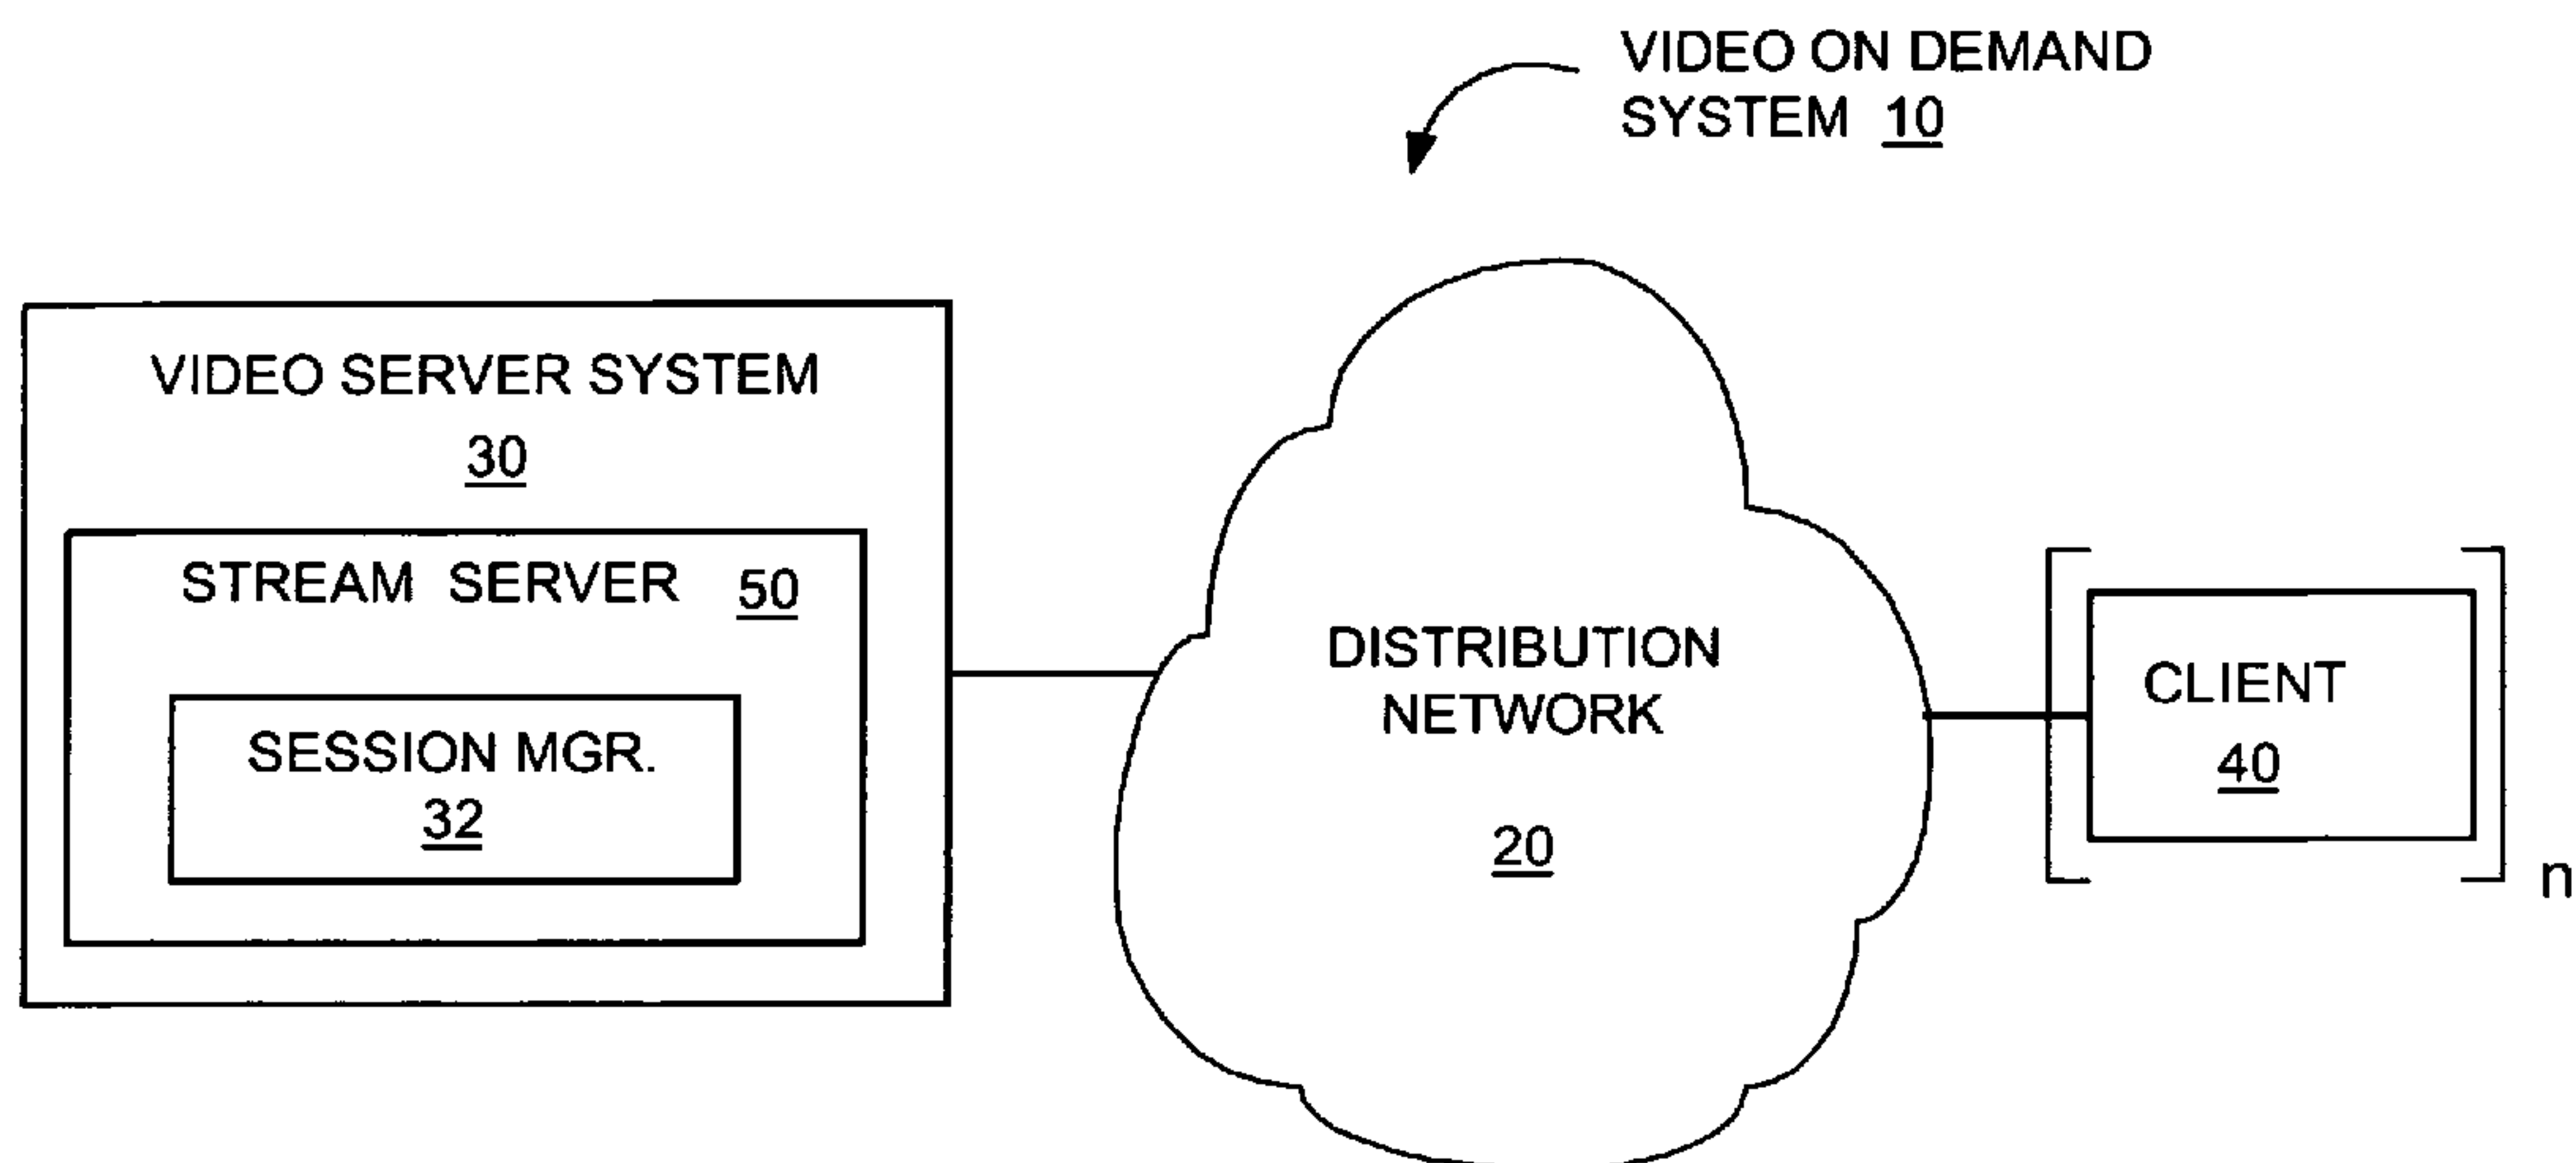 VIDEO ON DEMAND
SYSTEM 10
VIDEO SERVER SYSTEM
30
STREAM SERVER 50
SESSION MGR.
32
DISTRIBUTION
NETWORK
20
CLIENT
40
n